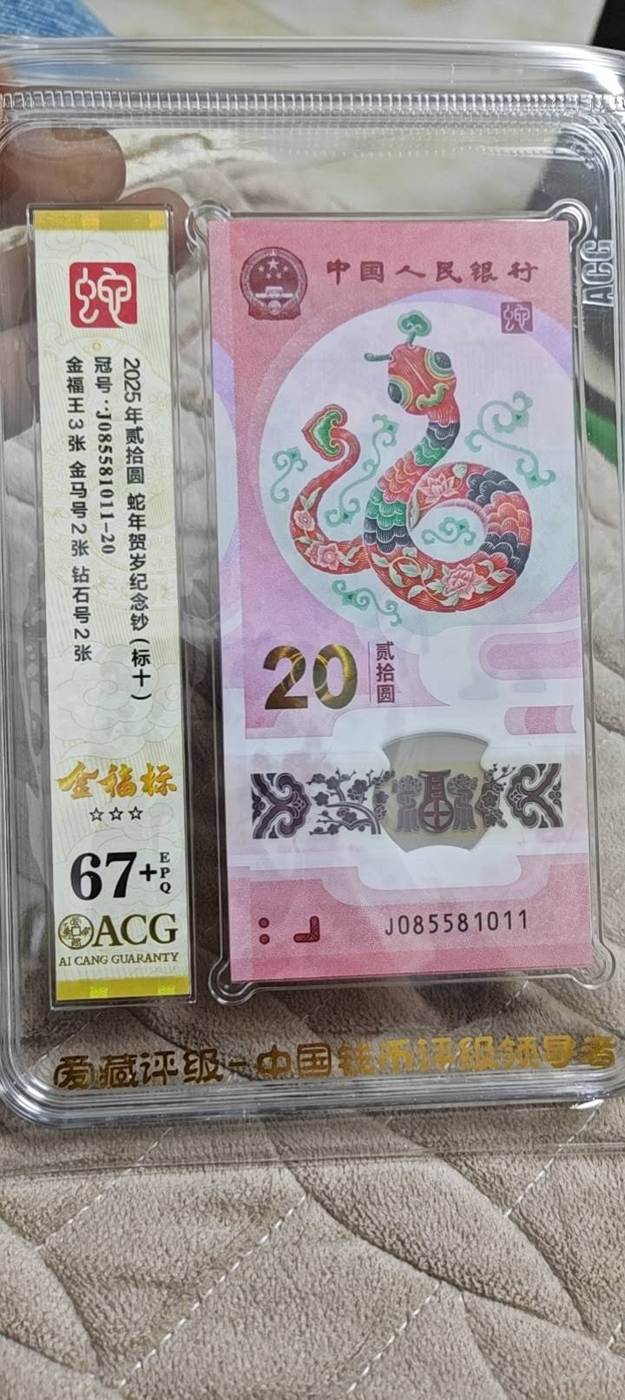 蛇
2025年贰拾圆 蛇年贺岁纪念钞(标十)
冠号:J085581011-20
金福王3张 金马号2张 钻石号2张
金福标
☆☆☆
67+EPQ
ACG
AI CANG GUARANTY
中国人民银行
蛇
20
贰拾圆
福
J085581011
ACG
爱藏评级-中国钱币评级领导者